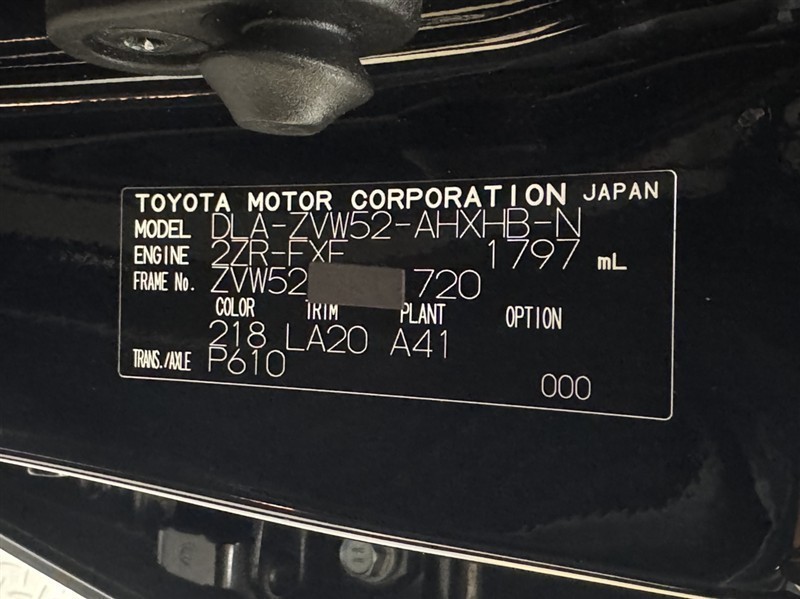 TOYOTA MOTOR CORPORATION JAPAN
MODEL DLA-ZVW52-AHXHB-N
ENGINE 2ZR-FXE 1797 mL
FRAME No. ZVW52 720
COLOR TRIM PLANT OPTION
218 LA20 A41
TRANS./AXLE P610
000